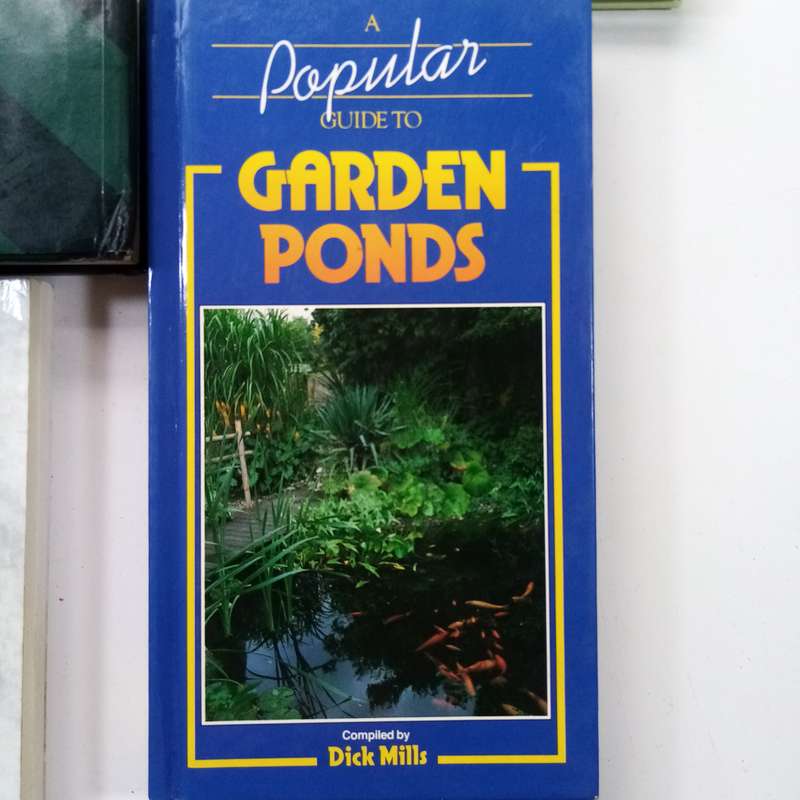 A
Popular
GUIDE TO
GARDEN
PONDS
Compiled by
Dick Mills